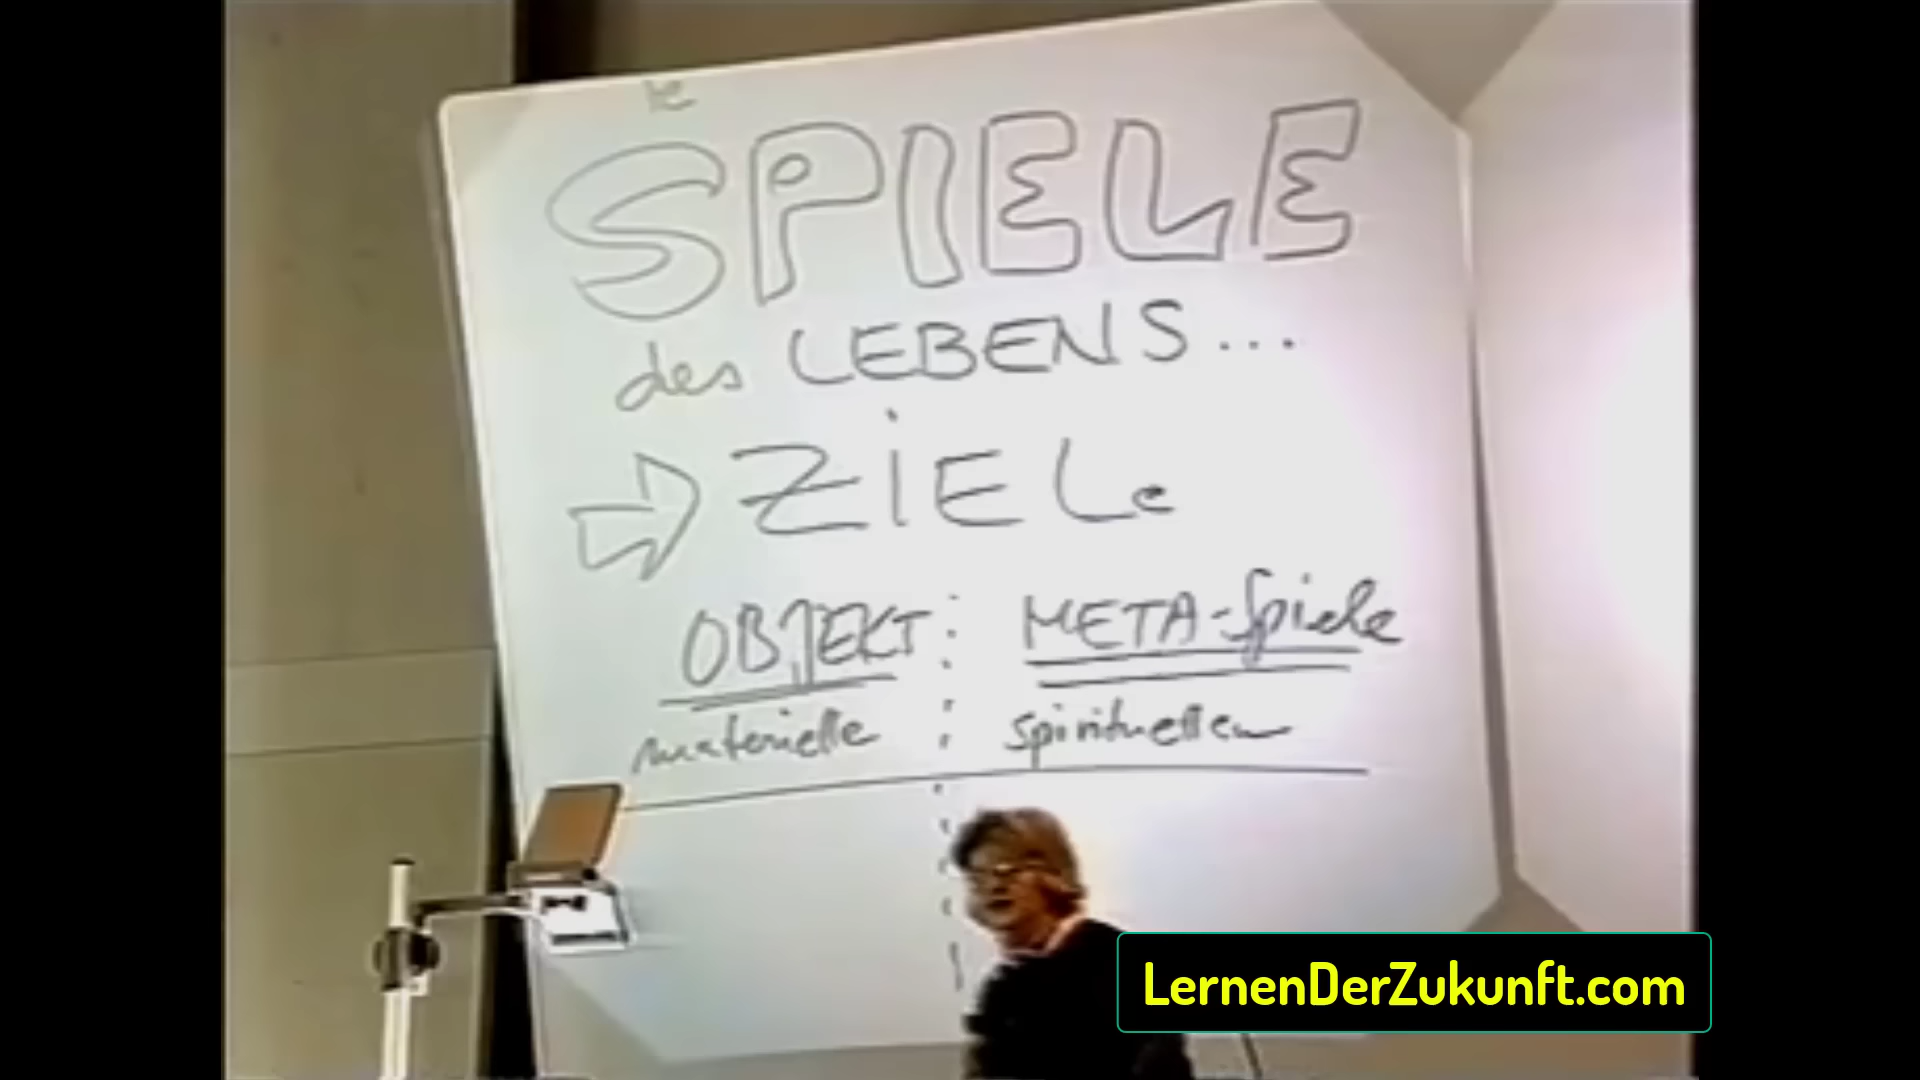 SPIELE
des LEBENS...
ZIELe
OBJEKT : META-Spiele
materielle : spirituellen
LernenDerZukunft.com